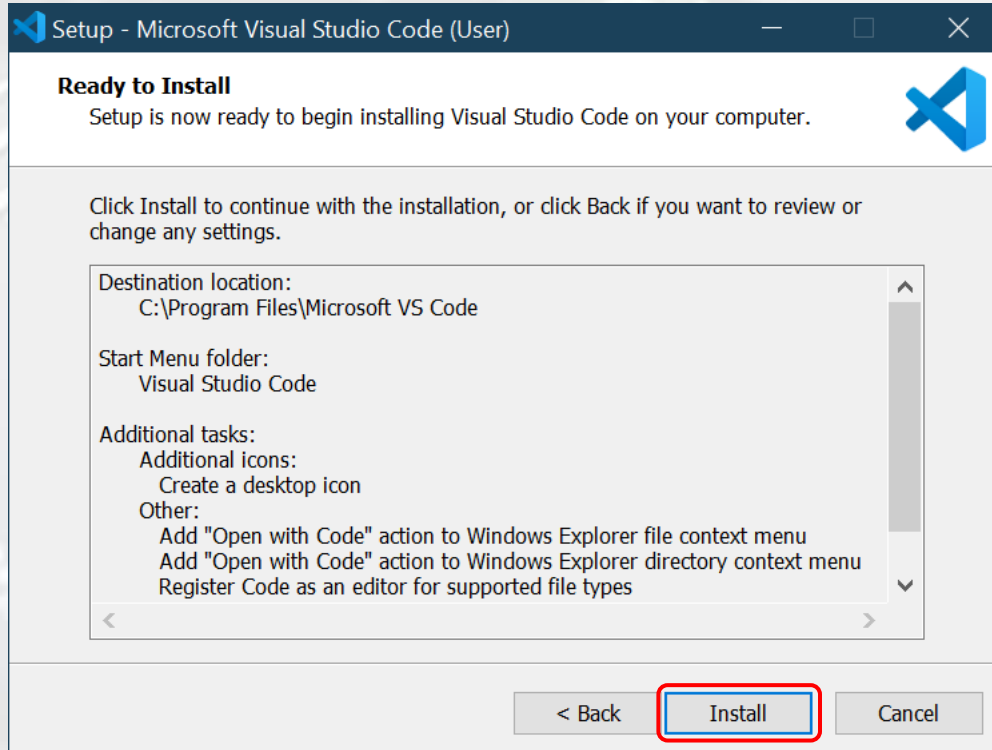 Setup - Microsoft Visual Studio Code (User)
Ready to Install
Setup is now ready to begin installing Visual Studio Code on your computer.
Click Install to continue with the installation, or click Back if you want to review or
change any settings.
Destination location:
C:\Program Files\Microsoft VS Code
Start Menu folder:
Visual Studio Code
Additional tasks:
Additional icons:
Create a desktop icon
Other:
Add "Open with Code" action to Windows Explorer file context menu
Add "Open with Code" action to Windows Explorer directory context menu
Register Code as an editor for supported file types
< Back Install Cancel